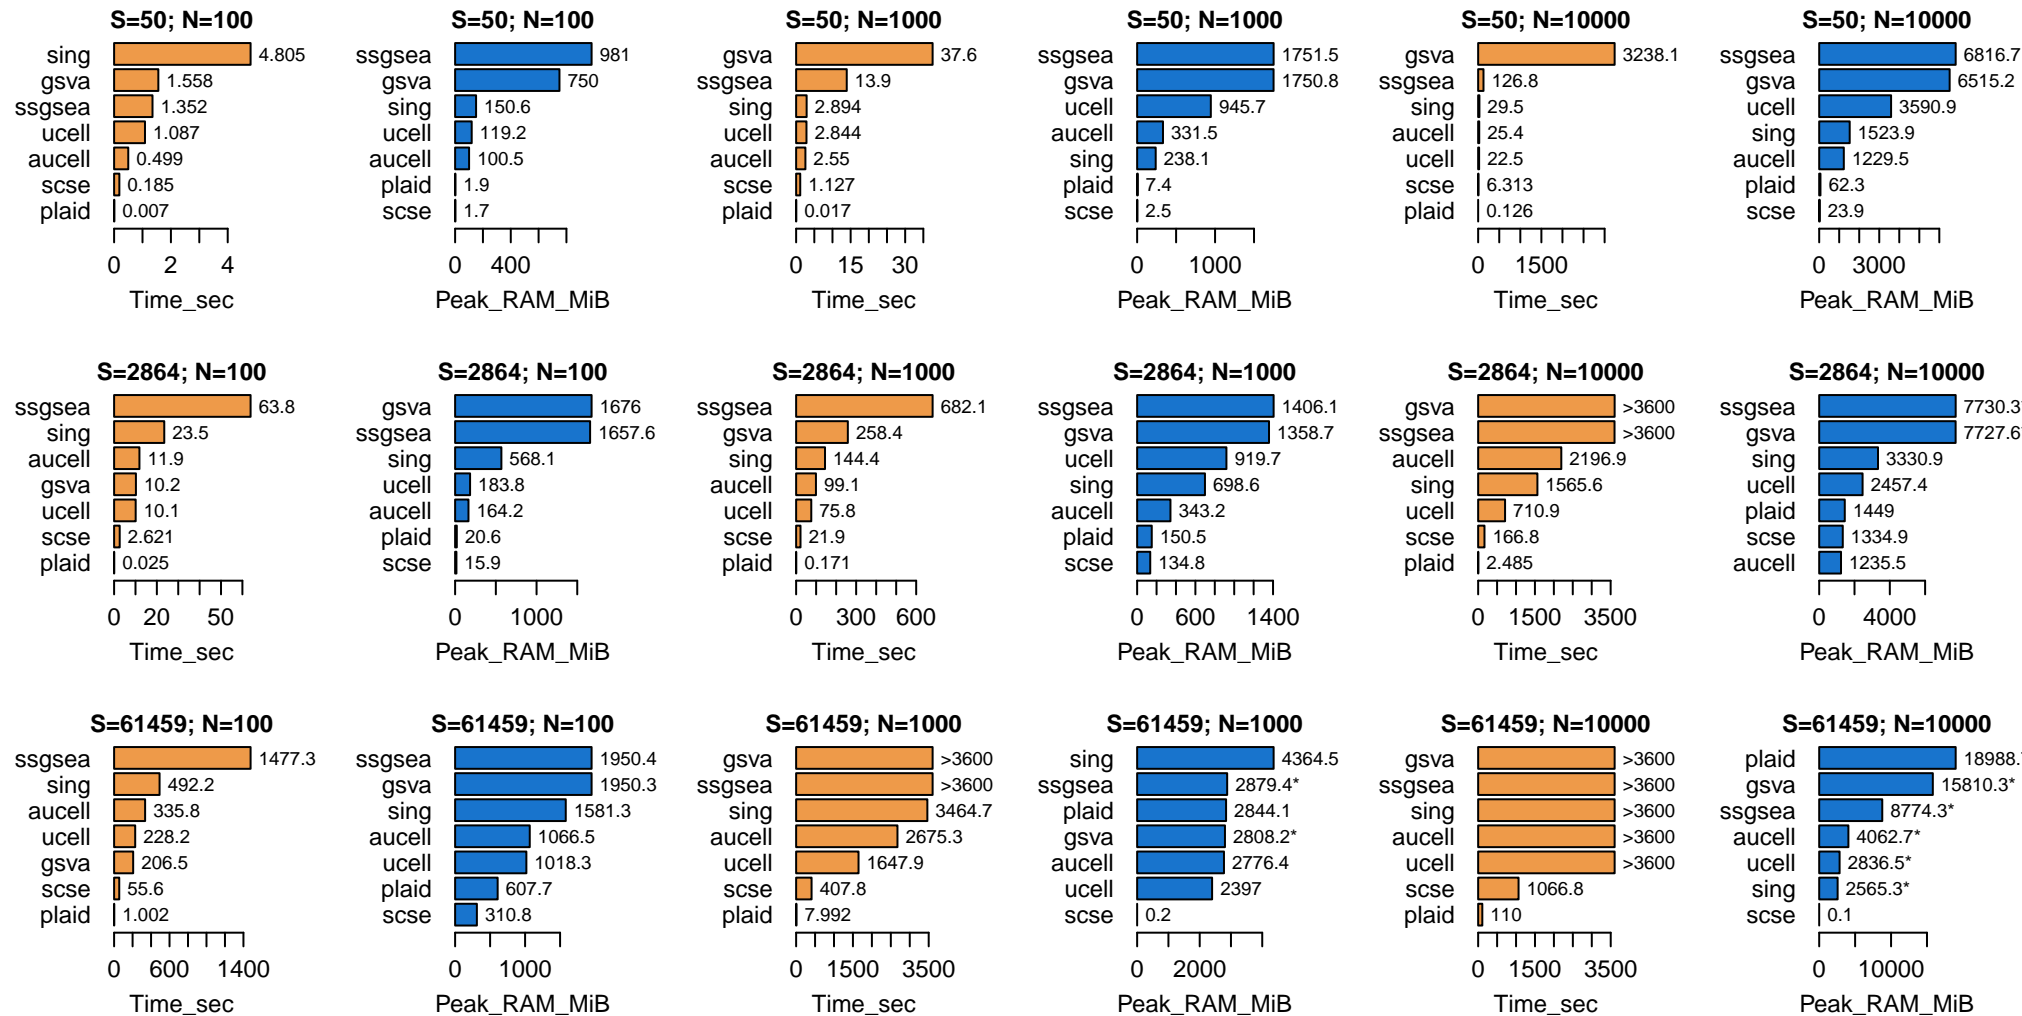 S=50; N=100
sing 4.805
gsva 1.558
ssgsea 1.352
ucell 1.087
aucell 0.499
scse 0.185
plaid 0.007
0 2 4
Time_sec
S=50; N=100
ssgsea 981
gsva 750
sing 150.6
ucell 119.2
aucell 100.5
plaid 1.9
scse 1.7
0 400
Peak_RAM_MiB
S=50; N=1000
gsva 37.6
ssgsea 13.9
sing 2.894
ucell 2.844
aucell 2.55
scse 1.127
plaid 0.017
0 15 30
Time_sec
S=50; N=1000
ssgsea 1751.5
gsva 1750.8
ucell 945.7
aucell 331.5
sing 238.1
plaid 7.4
scse 2.5
0 1000
Peak_RAM_MiB
S=50; N=10000
gsva 3238.1
ssgsea 126.8
sing 29.5
aucell 25.4
ucell 22.5
scse 6.313
plaid 0.126
0 1500
Time_sec
S=50; N=10000
ssgsea 6816.7
gsva 6515.2
ucell 3590.9
sing 1523.9
aucell 1229.5
plaid 62.3
scse 23.9
0 3000
Peak_RAM_MiB
S=2864; N=100
ssgsea 63.8
sing 23.5
aucell 11.9
gsva 10.2
ucell 10.1
scse 2.621
plaid 0.025
0 20 50
Time_sec
S=2864; N=100
gsva 1676
ssgsea 1657.6
sing 568.1
ucell 183.8
aucell 164.2
plaid 20.6
scse 15.9
0 1000
Peak_RAM_MiB
S=2864; N=1000
ssgsea 682.1
gsva 258.4
sing 144.4
aucell 99.1
ucell 75.8
scse 21.9
plaid 0.171
0 300 600
Time_sec
S=2864; N=1000
ssgsea 1406.1
gsva 1358.7
ucell 919.7
sing 698.6
aucell 343.2
plaid 150.5
scse 134.8
0 600 1400
Peak_RAM_MiB
S=2864; N=10000
gsva >3600
ssgsea >3600
aucell 2196.9
sing 1565.6
ucell 710.9
scse 166.8
plaid 2.485
0 1500 3500
Time_sec
S=2864; N=10000
ssgsea 7730.3
gsva 7727.6
sing 3330.9
ucell 2457.4
plaid 1449
scse 1334.9
aucell 1235.5
0 4000
Peak_RAM_MiB
S=61459; N=100
ssgsea 1477.3
sing 492.2
aucell 335.8
ucell 228.2
gsva 206.5
scse 55.6
plaid 1.002
0 600 1400
Time_sec
S=61459; N=100
ssgsea 1950.4
gsva 1950.3
sing 1581.3
aucell 1066.5
ucell 1018.3
plaid 607.7
scse 310.8
0 1000
Peak_RAM_MiB
S=61459; N=1000
gsva >3600
ssgsea >3600
sing 3464.7
aucell 2675.3
ucell 1647.9
scse 407.8
plaid 7.992
0 1500 3500
Time_sec
S=61459; N=1000
sing 4364.5
ssgsea 2879.4*
plaid 2844.1
gsva 2808.2*
aucell 2776.4
ucell 2397
scse 0.2
0 2000
Peak_RAM_MiB
S=61459; N=10000
gsva >3600
ssgsea >3600
sing >3600
aucell >3600
ucell >3600
scse 1066.8
plaid 110
0 1500 3500
Time_sec
S=61459; N=10000
plaid 18988.
gsva 15810.3*
ssgsea 8774.3*
aucell 4062.7*
ucell 2836.5*
sing 2565.3*
scse 0.1
0 10000
Peak_RAM_MiB